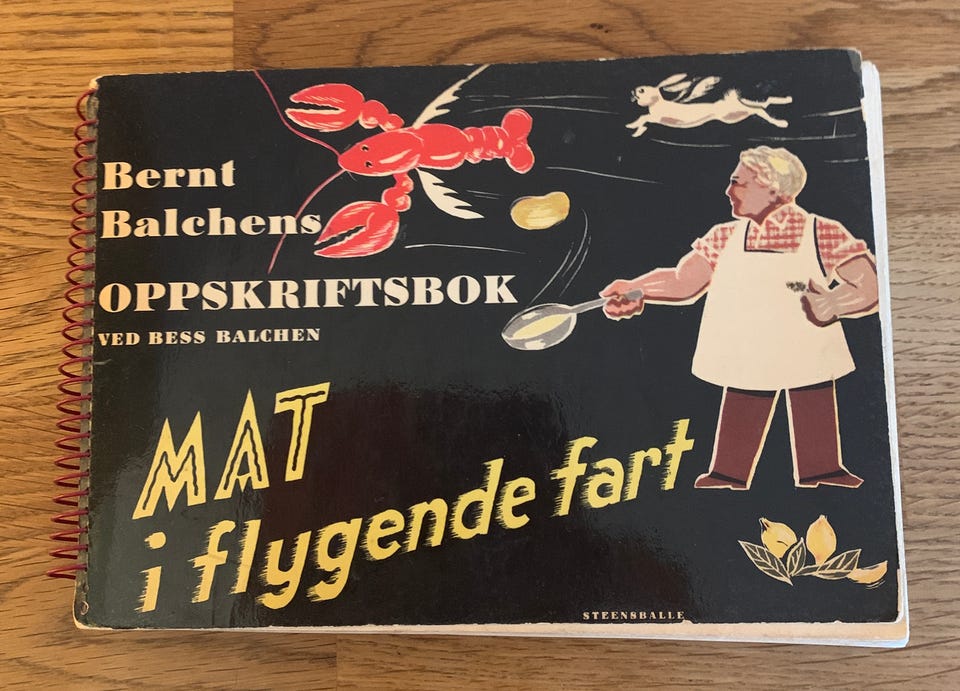 Bernt
Balchens
OPPSKRIFTSBOK
VED BESS BALCHEN
MAT
i flygende fart
STEENSBALLE